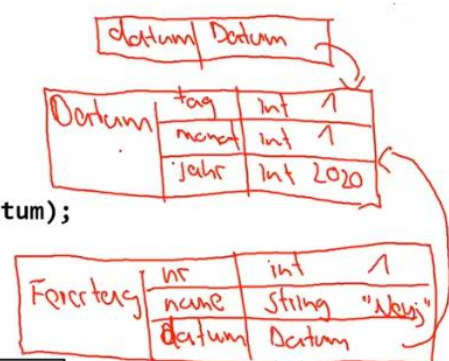 datum Datum
Datum tag int 1
monat int 1
jahr int 2020
tum);
Feiertag nr int 1
name String "Neuj"
datum Datum